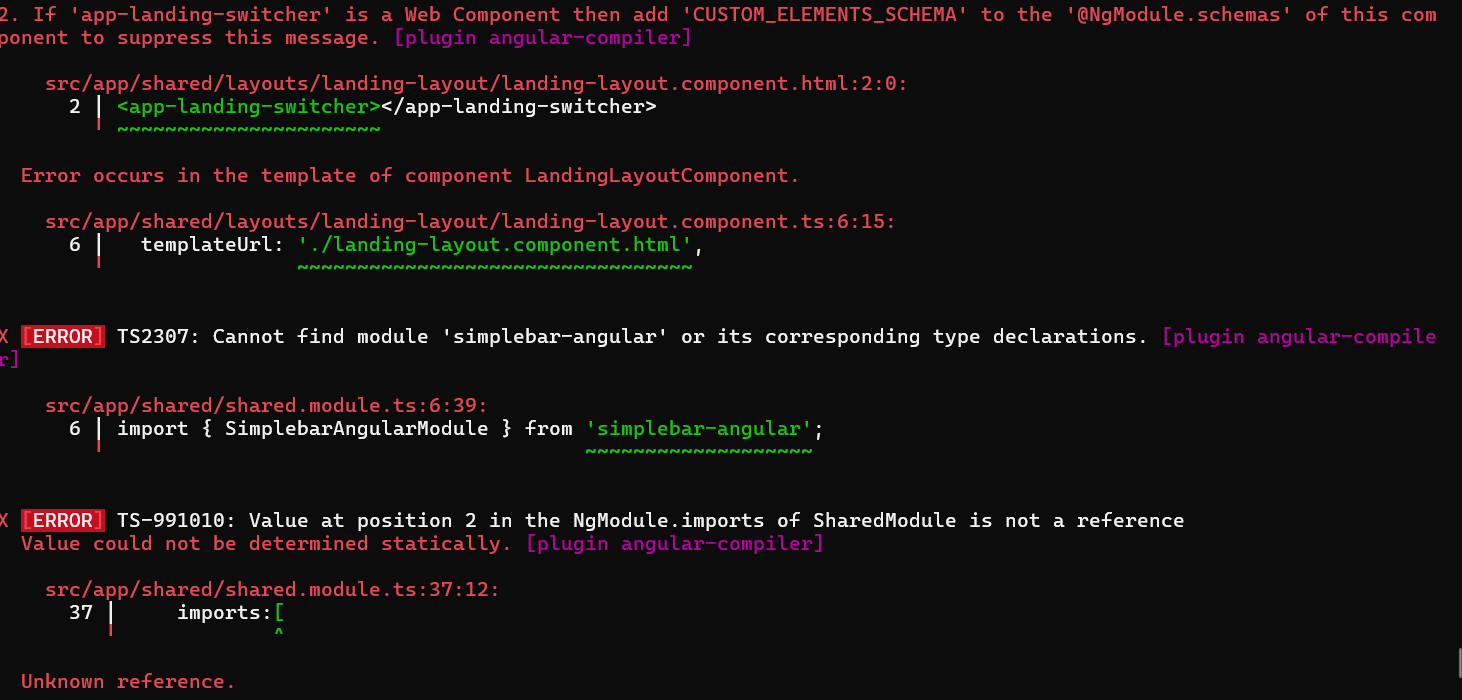 2. If 'app-landing-switcher' is a Web Component then add 'CUSTOM_ELEMENTS_SCHEMA' to the '@NgModule.schemas' of this com
ponent to suppress this message. [plugin angular-compiler]
src/app/shared/layouts/landing-layout/landing-layout.component.html:2:0:
2 │ <app-landing-switcher></app-landing-switcher>
╵ ~~~~~~~~~~~~~~~~~~~~~~
Error occurs in the template of component LandingLayoutComponent.
src/app/shared/layouts/landing-layout/landing-layout.component.ts:6:15:
6 │   templateUrl: './landing-layout.component.html',
╵ ~~~~~~~~~~~~~~~~~~~~~~~~~~~~~~~~~
X [ERROR] TS2307: Cannot find module 'simplebar-angular' or its corresponding type declarations. [plugin angular-compile
r]
src/app/shared/shared.module.ts:6:39:
6 │ import { SimplebarAngularModule } from 'simplebar-angular';
╵ ~~~~~~~~~~~~~~~~~~~
X [ERROR] TS-991010: Value at position 2 in the NgModule.imports of SharedModule is not a reference
Value could not be determined statically. [plugin angular-compiler]
src/app/shared/shared.module.ts:37:12:
37 │     imports:[
╵ ^
Unknown reference.